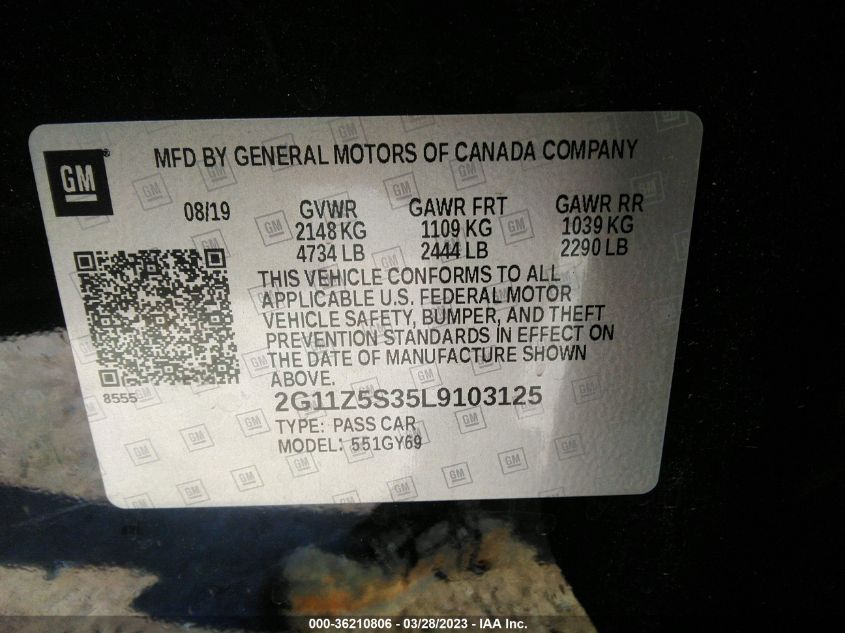 GM
MFD BY GENERAL MOTORS OF CANADA COMPANY
08/19 GVWR GAWR FRT GAWR RR
2148 KG 1109 KG 1039 KG
4734 LB 2444 LB 2290 LB
THIS VEHICLE CONFORMS TO ALL
APPLICABLE U.S. FEDERAL MOTOR
VEHICLE SAFETY, BUMPER, AND THEFT
PREVENTION STANDARDS IN EFFECT ON
THE DATE OF MANUFACTURE SHOWN
ABOVE.
8555
2G11Z5S35L9103125
TYPE: PASS CAR
MODEL: 551GY69
000-36210806 - 03/28/2023 - IAA Inc.